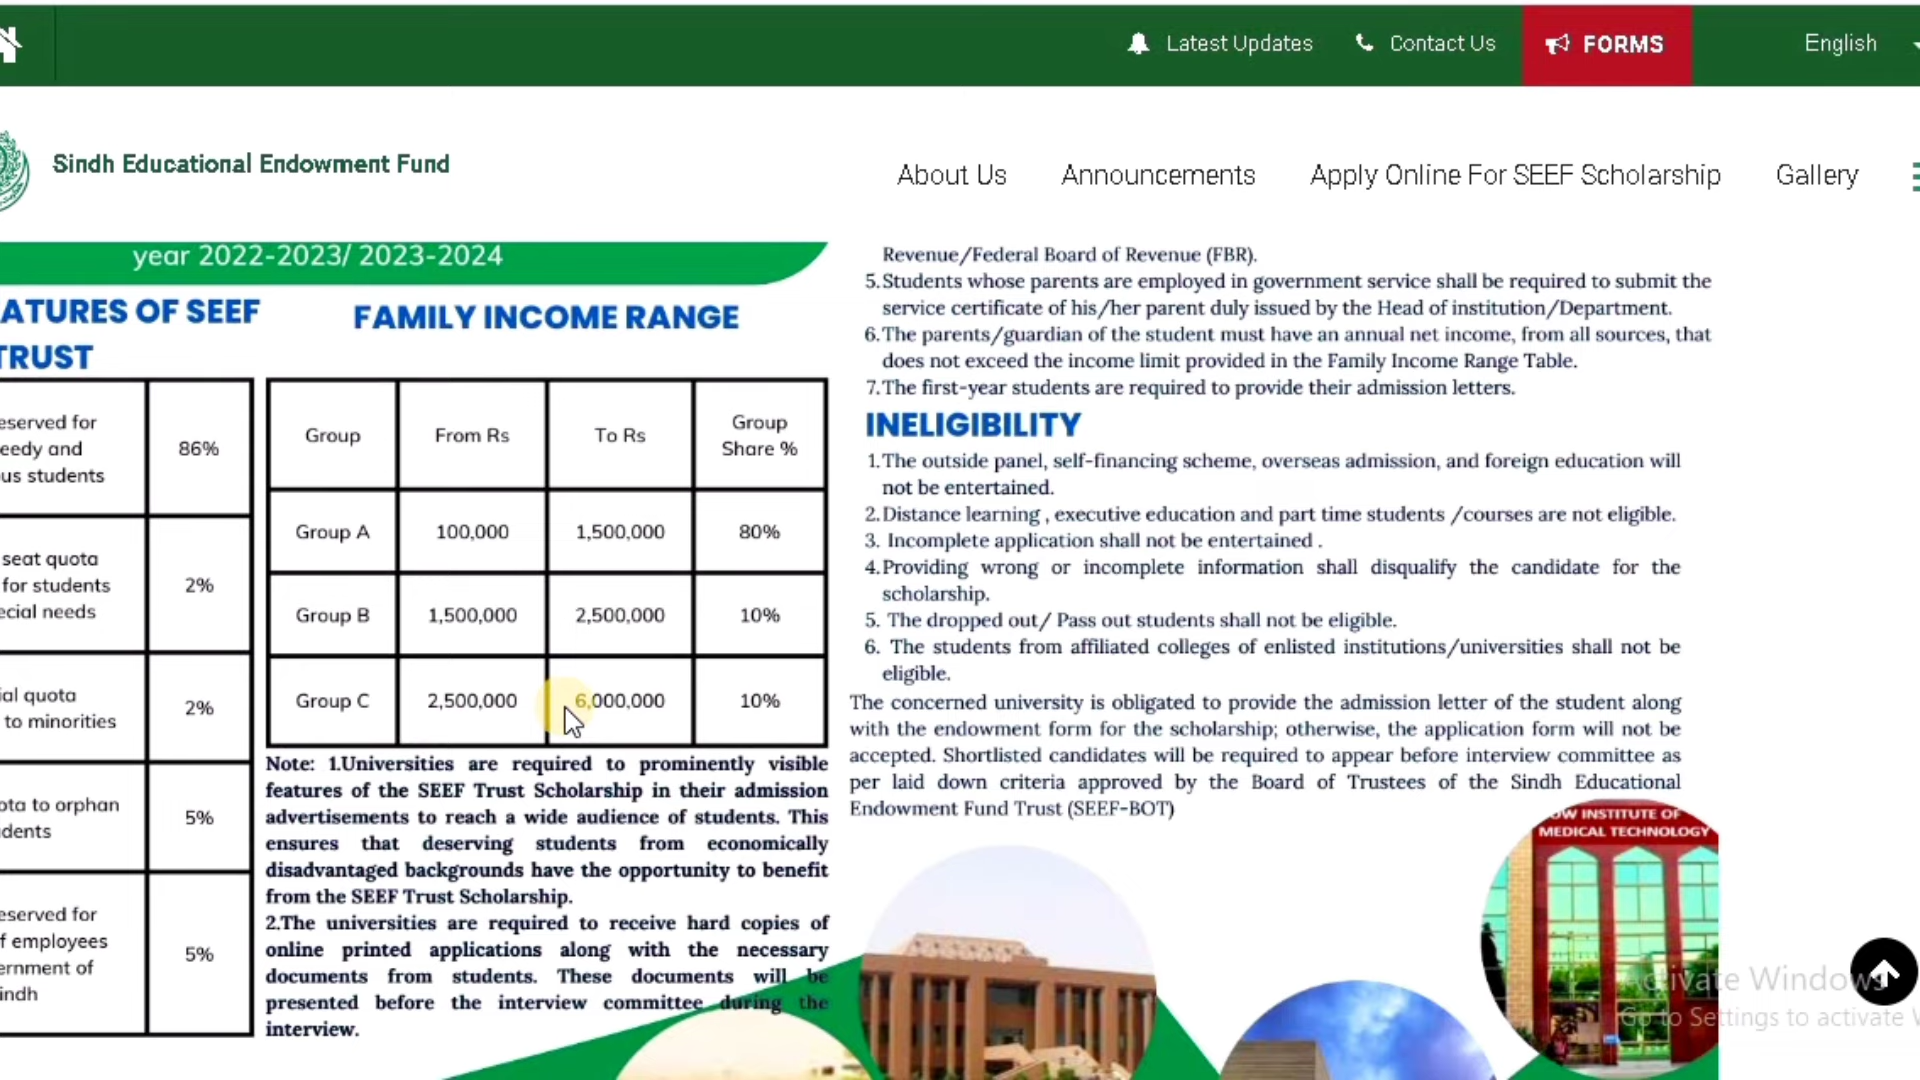 Latest Updates
Contact Us
FORMS
English
Sindh Educational Endowment Fund
About Us
Announcements
Apply Online For SEEF Scholarship
Gallery
year 2022-2023/ 2023-2024
ATURES OF SEEF
TRUST
eserved for
eedy and
us students
86%
seat quota
for students
ecial needs
2%
ial quota
to minorities
2%
ota to orphan
dents
5%
eserved for
f employees
ernment of
indh
5%
FAMILY INCOME RANGE
Group From Rs To Rs Group Share %
Group A 100,000 1,500,000 80%
Group B 1,500,000 2,500,000 10%
Group C 2,500,000 6,000,000 10%
Note: 1.Universities are required to prominently visible
features of the SEEF Trust Scholarship in their admission
advertisements to reach a wide audience of students. This
ensures that deserving students from economically
disadvantaged backgrounds have the opportunity to benefit
from the SEEF Trust Scholarship.
2.The universities are required to receive hard copies of
online printed applications along with the necessary
documents from students. These documents will be
presented before the interview committee during the
interview.
Revenue/Federal Board of Revenue (FBR).
5.Students whose parents are employed in government service shall be required to submit the
service certificate of his/her parent duly issued by the Head of institution/Department.
6.The parents/guardian of the student must have an annual net income, from all sources, that
does not exceed the income limit provided in the Family Income Range Table.
7.The first-year students are required to provide their admission letters.
INELIGIBILITY
1.The outside panel, self-financing scheme, overseas admission, and foreign education will
not be entertained.
2.Distance learning , executive education and part time students /courses are not eligible.
3. Incomplete application shall not be entertained .
4.Providing wrong or incomplete information shall disqualify the candidate for the
scholarship.
5. The dropped out/ Pass out students shall not be eligible.
6. The students from affiliated colleges of enlisted institutions/universities shall not be
eligible.
The concerned university is obligated to provide the admission letter of the student along
with the endowment form for the scholarship; otherwise, the application form will not be
accepted. Shortlisted candidates will be required to appear before interview committee as
per laid down criteria approved by the Board of Trustees of the Sindh Educational
Endowment Fund Trust (SEEF-BOT)
OW INSTITUTE OF
MEDICAL TECHNOLOGY
Activate Windows
Go to Settings to activate W